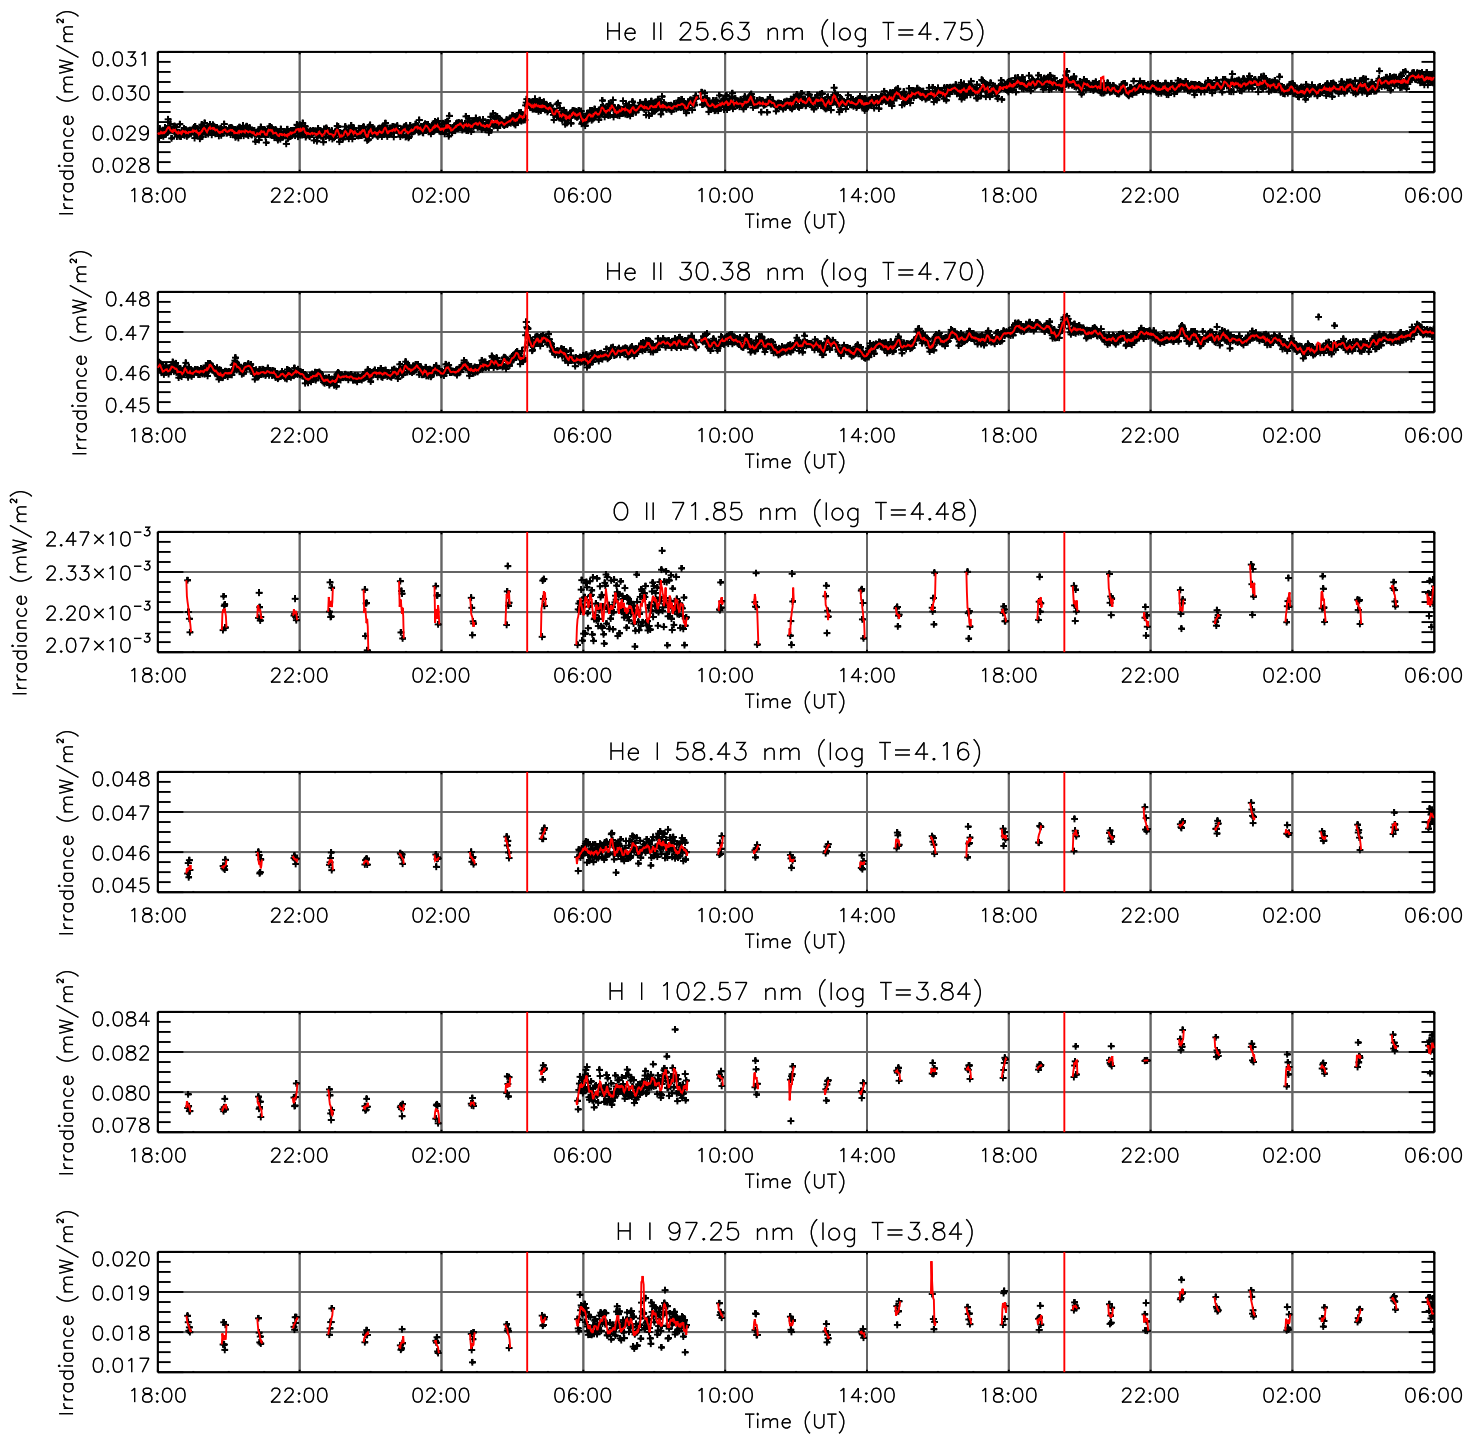 He II 25.63 nm (log T=4.75)
Irradiance (mW/m²)
0.031
0.030
0.029
0.028
18:00 22:00 02:00 06:00 10:00 14:00 18:00 22:00 02:00 06:00
Time (UT)
He II 30.38 nm (log T=4.70)
Irradiance (mW/m²)
0.48
0.47
0.46
0.45
18:00 22:00 02:00 06:00 10:00 14:00 18:00 22:00 02:00 06:00
Time (UT)
O II 71.85 nm (log T=4.48)
Irradiance (mW/m²)
2.47×10⁻³
2.33×10⁻³
2.20×10⁻³
2.07×10⁻³
18:00 22:00 02:00 06:00 10:00 14:00 18:00 22:00 02:00 06:00
Time (UT)
He I 58.43 nm (log T=4.16)
Irradiance (mW/m²)
0.048
0.047
0.046
0.045
18:00 22:00 02:00 06:00 10:00 14:00 18:00 22:00 02:00 06:00
Time (UT)
H I 102.57 nm (log T=3.84)
Irradiance (mW/m²)
0.084
0.082
0.080
0.078
18:00 22:00 02:00 06:00 10:00 14:00 18:00 22:00 02:00 06:00
Time (UT)
H I 97.25 nm (log T=3.84)
Irradiance (mW/m²)
0.020
0.019
0.018
0.017
18:00 22:00 02:00 06:00 10:00 14:00 18:00 22:00 02:00 06:00
Time (UT)